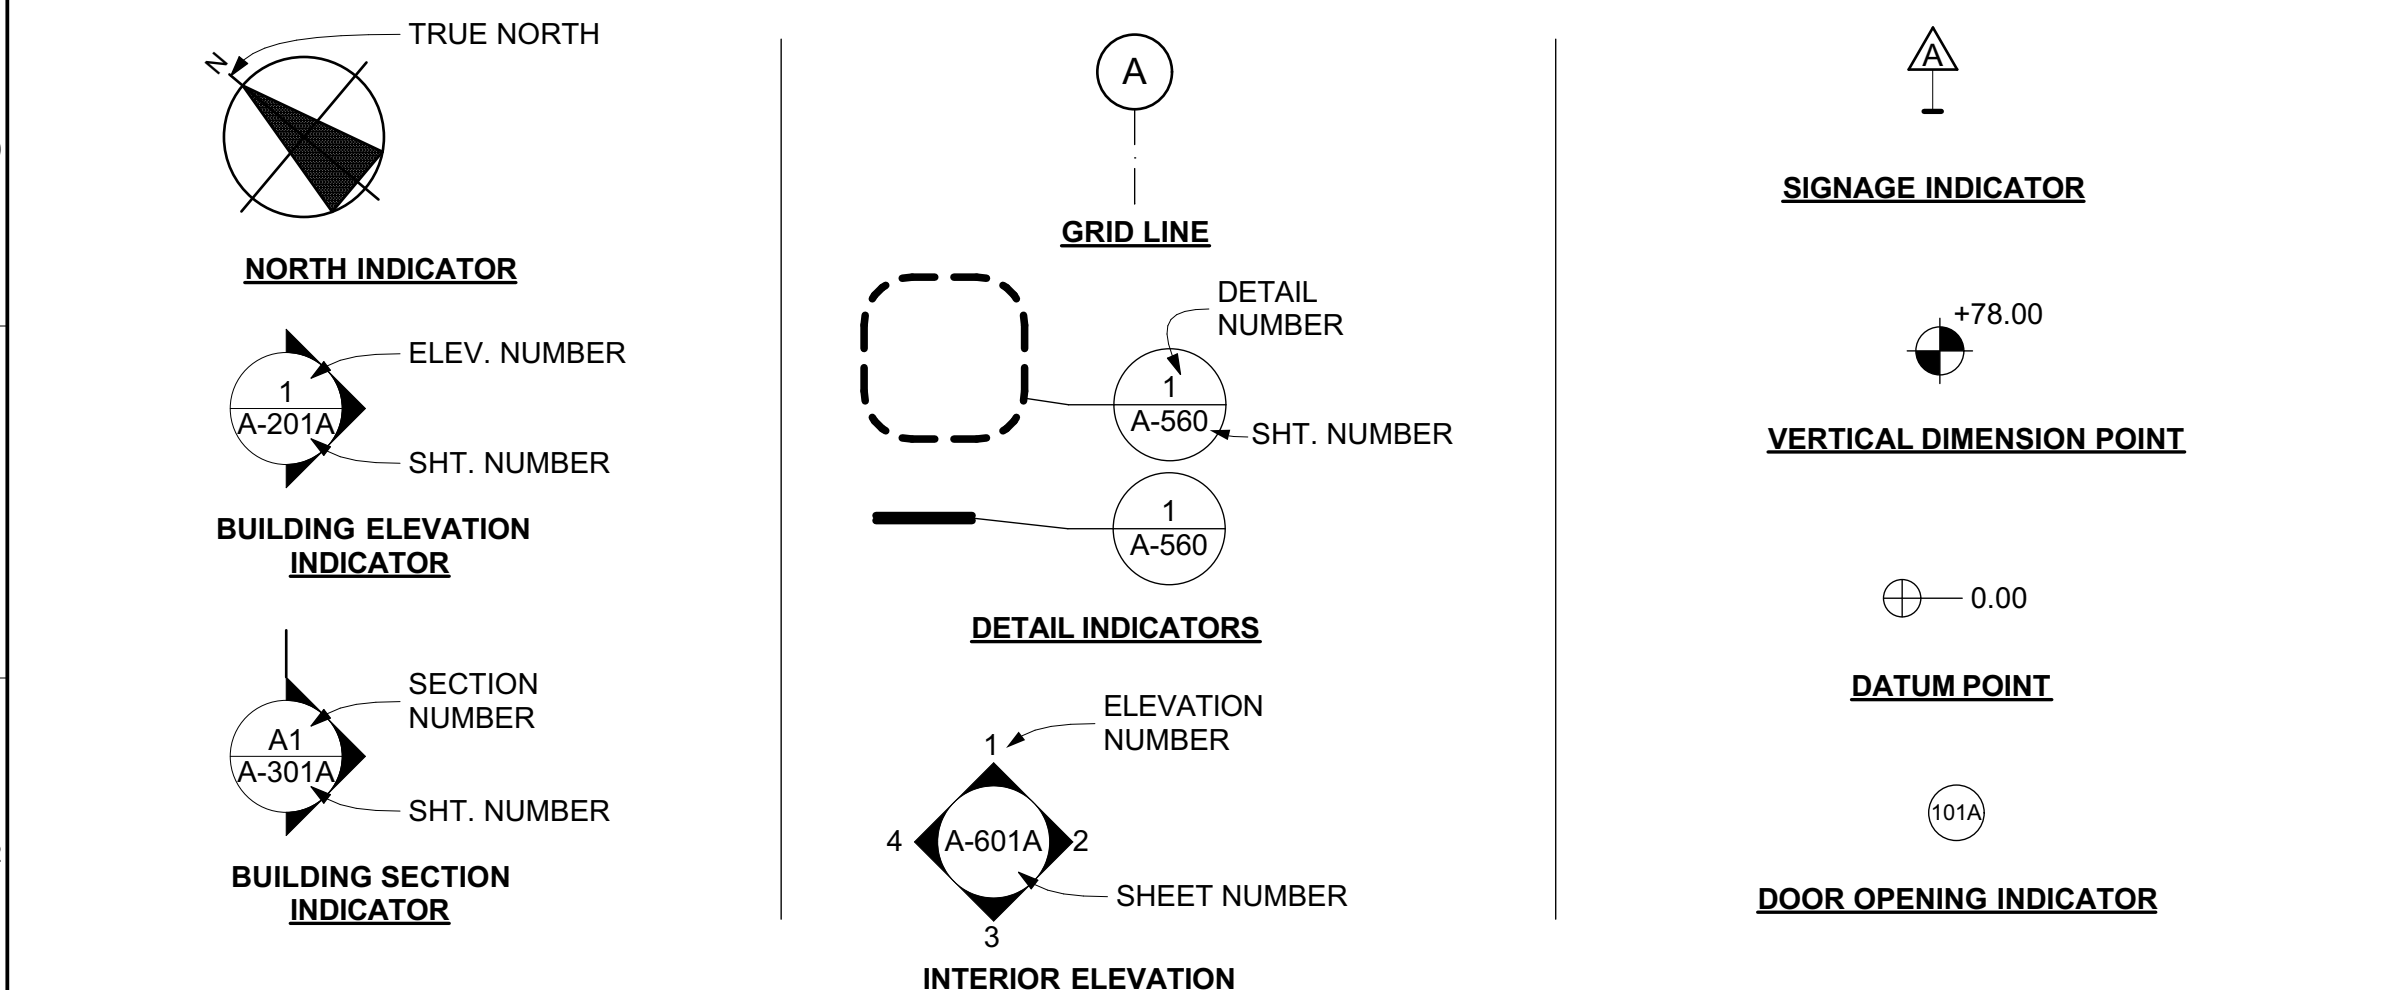 N
TRUE NORTH
NORTH INDICATOR
ELEV. NUMBER
1
A-201A
SHT. NUMBER
BUILDING ELEVATION
INDICATOR
SECTION
NUMBER
A1
A-301A
SHT. NUMBER
BUILDING SECTION
INDICATOR
A
GRID LINE
DETAIL
NUMBER
1
A-560
SHT. NUMBER
1
A-560
DETAIL INDICATORS
ELEVATION
NUMBER
1
4
A-601A
2
SHEET NUMBER
3
INTERIOR ELEVATION
A
SIGNAGE INDICATOR
+78.00
VERTICAL DIMENSION POINT
0.00
DATUM POINT
101A
DOOR OPENING INDICATOR